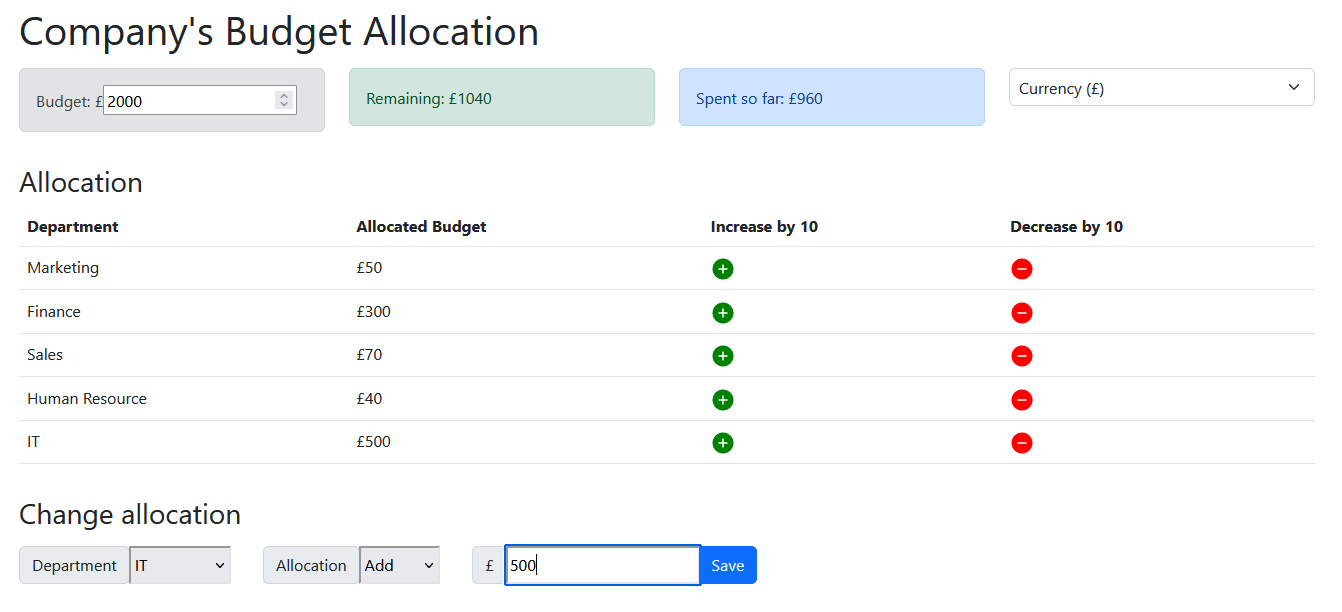 Company's Budget Allocation
Budget: £ 2000 Remaining: £1040 Spent so far: £960 Currency (£)
Allocation
Department Allocated Budget Increase by 10 Decrease by 10
Marketing £50
Finance £300
Sales £70
Human Resource £40
IT £500
Change allocation
Department IT Allocation Add £ 500 Save